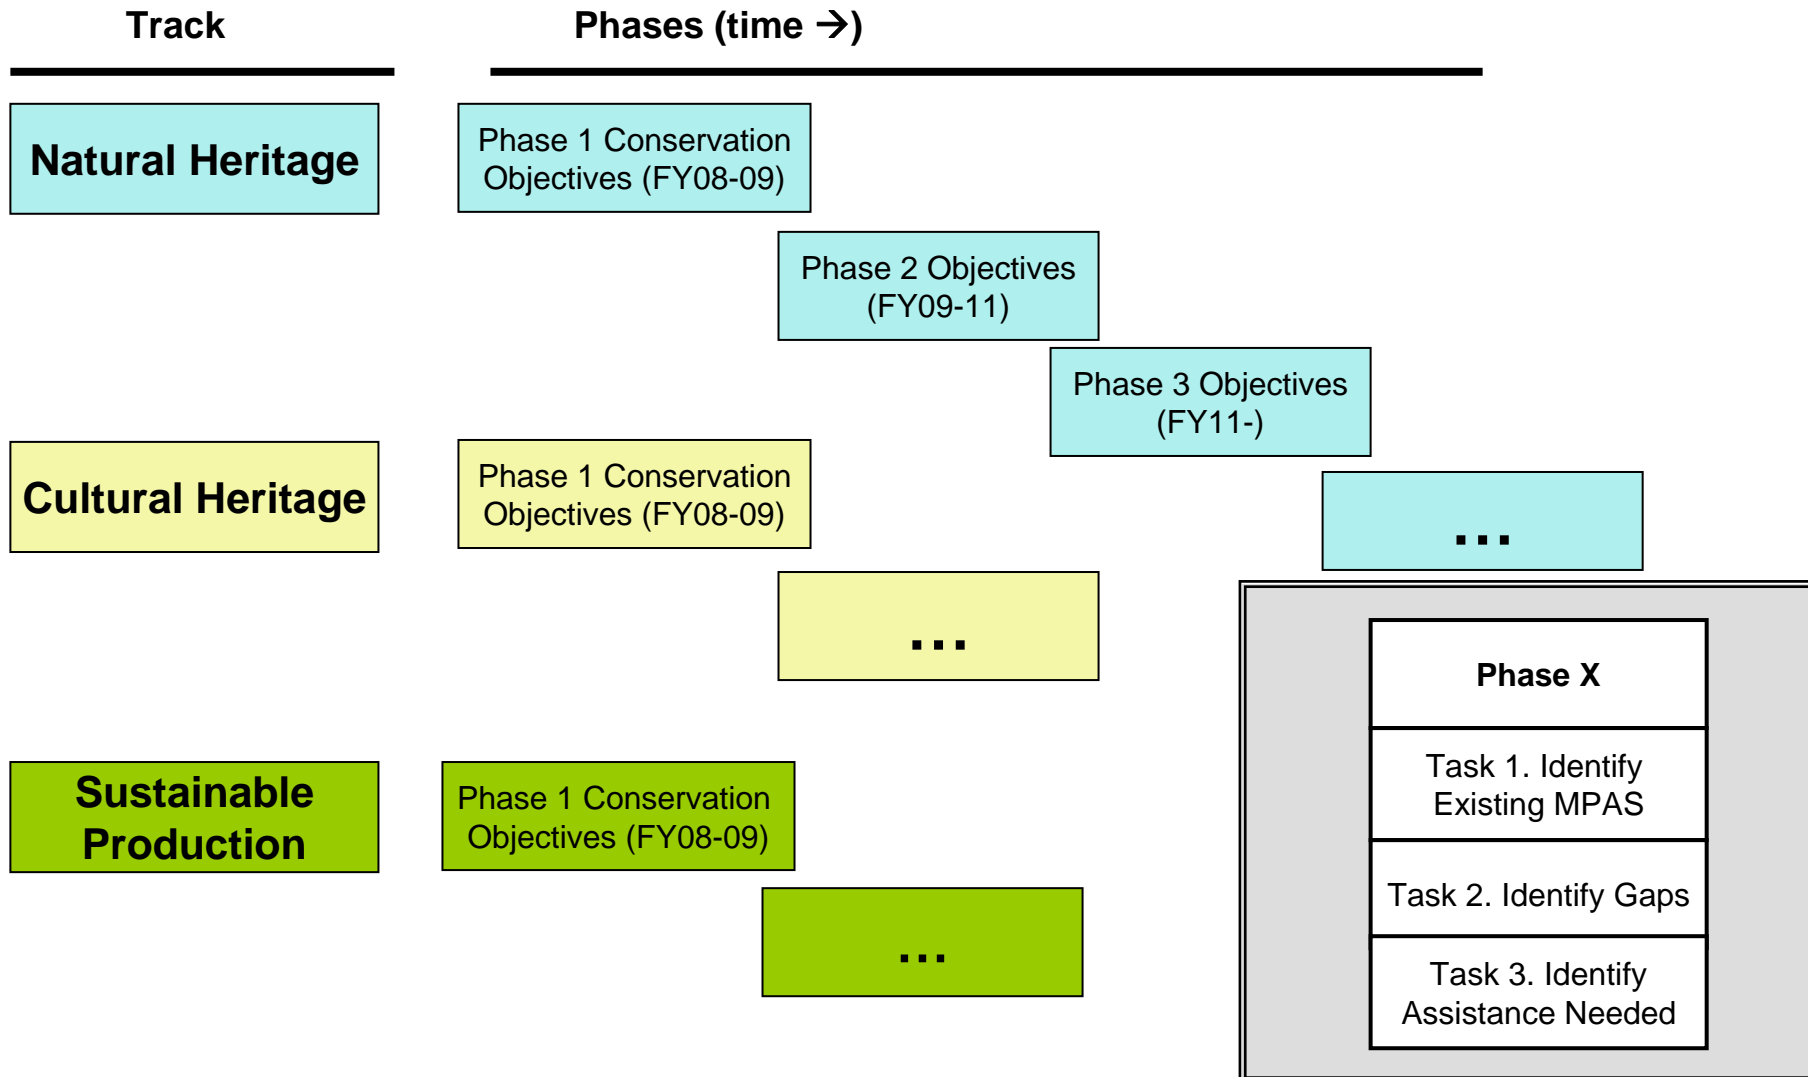 Track
Phases (time →)
Natural Heritage
Phase 1 Conservation
Objectives (FY08-09)
Phase 2 Objectives
(FY09-11)
Phase 3 Objectives
(FY11-)
...
Cultural Heritage
Phase 1 Conservation
Objectives (FY08-09)
...
Sustainable
Production
Phase 1 Conservation
Objectives (FY08-09)
...
Phase X
Task 1. Identify
Existing MPAS
Task 2. Identify Gaps
Task 3. Identify
Assistance Needed